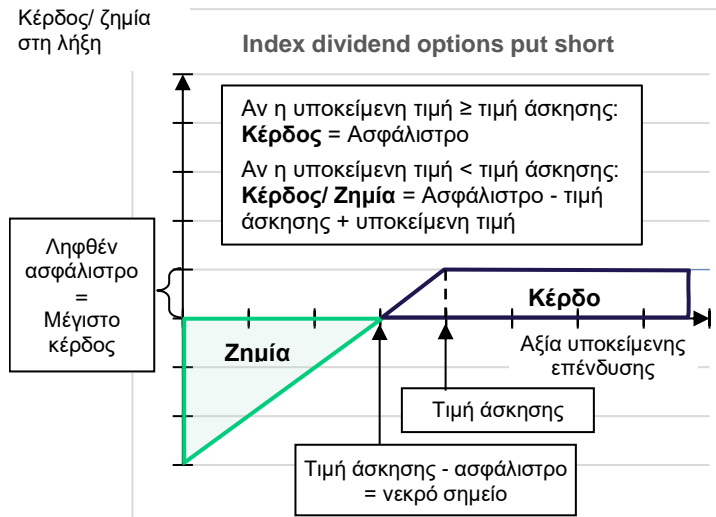 Κέρδος/ ζημία
στη λήξη
Index dividend options put short
Αν η υποκείμενη τιμή ≥ τιμή άσκησης:
Κέρδος = Ασφάλιστρο
Αν η υποκείμενη τιμή < τιμή άσκησης:
Κέρδος/ Ζημία = Ασφάλιστρο - τιμή
άσκησης + υποκείμενη τιμή
Ληφθέν
ασφάλιστρο
=
Μέγιστο
κέρδος
Κέρδο
Ζημία
Αξία υποκείμενης
επένδυσης
Τιμή άσκησης
Τιμή άσκησης - ασφάλιστρο
= νεκρό σημείο